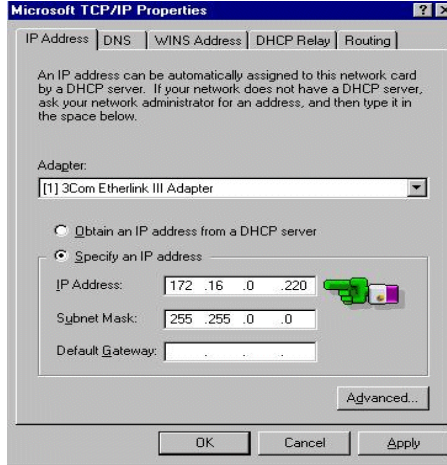 Microsoft TCP/IP Properties
IP Address DNS WINS Address DHCP Relay Routing
An IP address can be automatically assigned to this network card
by a DHCP server. If your network does not have a DHCP server,
ask your network administrator for an address, and then type it in
the space below.
Adapter:
[1] 3Com Etherlink III Adapter
Obtain an IP address from a DHCP server
Specify an IP address
IP Address: 172 .16 .0 .220
Subnet Mask: 255 .255 .0 .0
Default Gateway: . . .
Advanced...
OK Cancel Apply